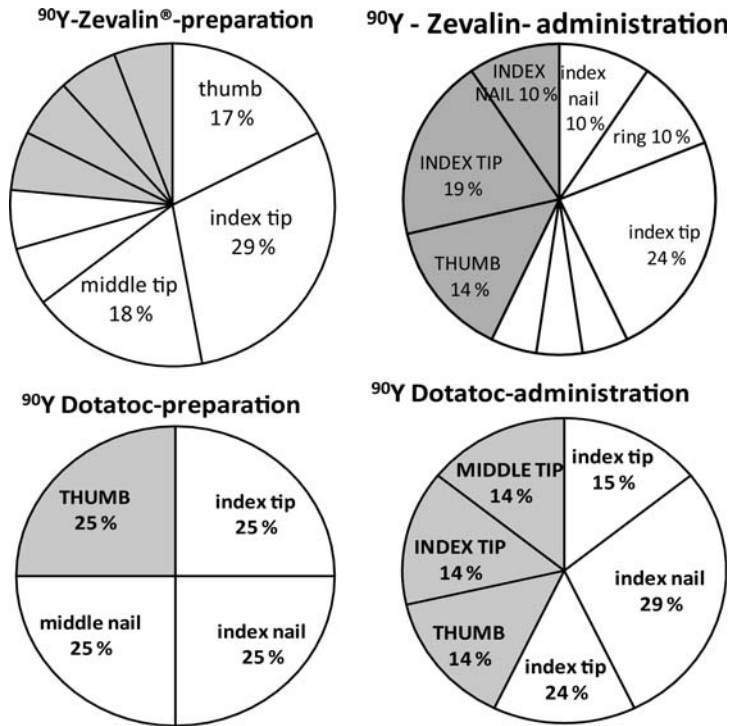 ⁹⁰Y-Zevalin®-preparation
thumb
17 %
index tip
29 %
middle tip
18 %
⁹⁰Y - Zevalin- administration
INDEX
NAIL 10 %
index
nail
10 %
ring 10 %
INDEX TIP
19 %
index tip
24 %
THUMB
14 %
⁹⁰Y Dotatoc-preparation
THUMB
25 %
index tip
25 %
middle nail
25 %
index nail
25 %
⁹⁰Y Dotatoc-administration
MIDDLE TIP
14 %
index tip
15 %
INDEX TIP
14 %
index nail
29 %
THUMB
14 %
index tip
24 %